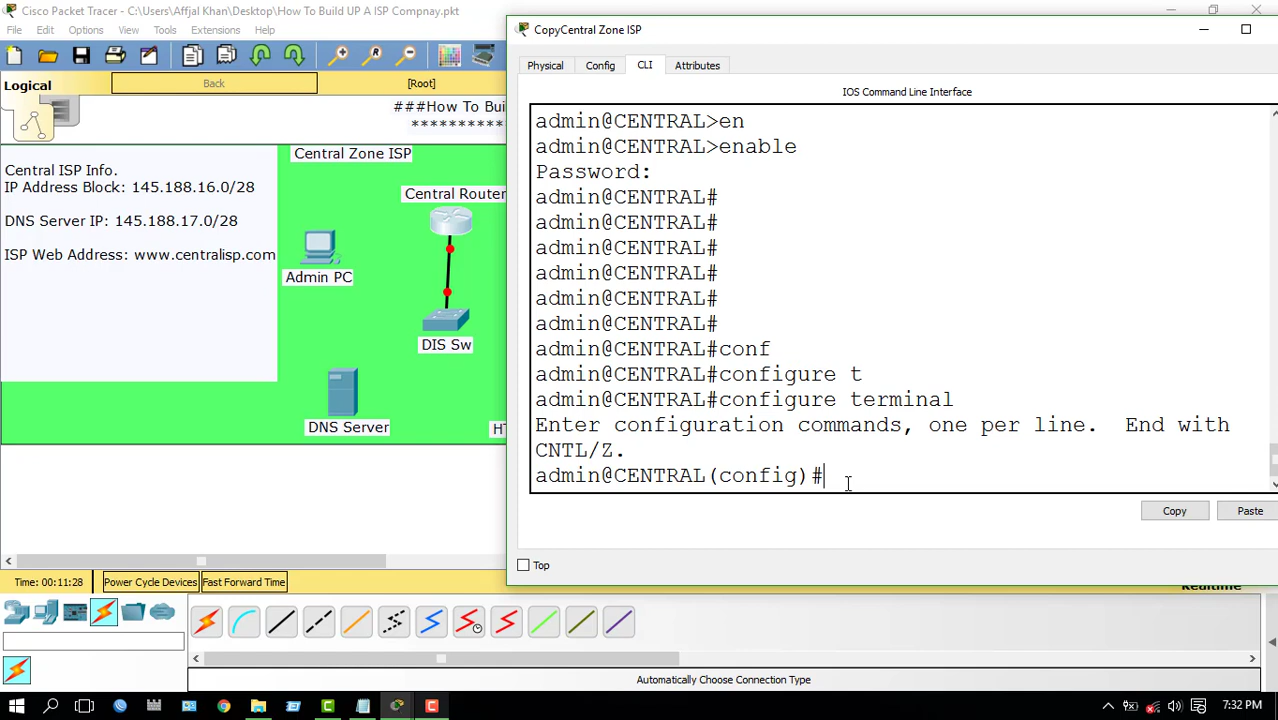 Cisco Packet Tracer - C:\Users\Affjal Khan\Desktop\How To Build UP A ISP Compnay.pkt
File Edit Options View Tools Extensions Help
Logical
Back
[Root]
###How To Bui
**********
Central ISP Info.
IP Address Block: 145.188.16.0/28
DNS Server IP: 145.188.17.0/28
ISP Web Address: www.centralisp.com
Central Zone ISP
Central Router
Admin PC
DIS Sw
DNS Server
HT
CopyCentral Zone ISP
Physical Config CLI Attributes
IOS Command Line Interface
admin@CENTRAL>en
admin@CENTRAL>enable
Password:
admin@CENTRAL#
admin@CENTRAL#
admin@CENTRAL#
admin@CENTRAL#
admin@CENTRAL#
admin@CENTRAL#
admin@CENTRAL#conf
admin@CENTRAL#configure t
admin@CENTRAL#configure terminal
Enter configuration commands, one per line.  End with
CNTL/Z.
admin@CENTRAL(config)#
Copy Paste
Top
Time: 00:11:28 Power Cycle Devices Fast Forward Time
Realtime
Automatically Choose Connection Type
7:32 PM